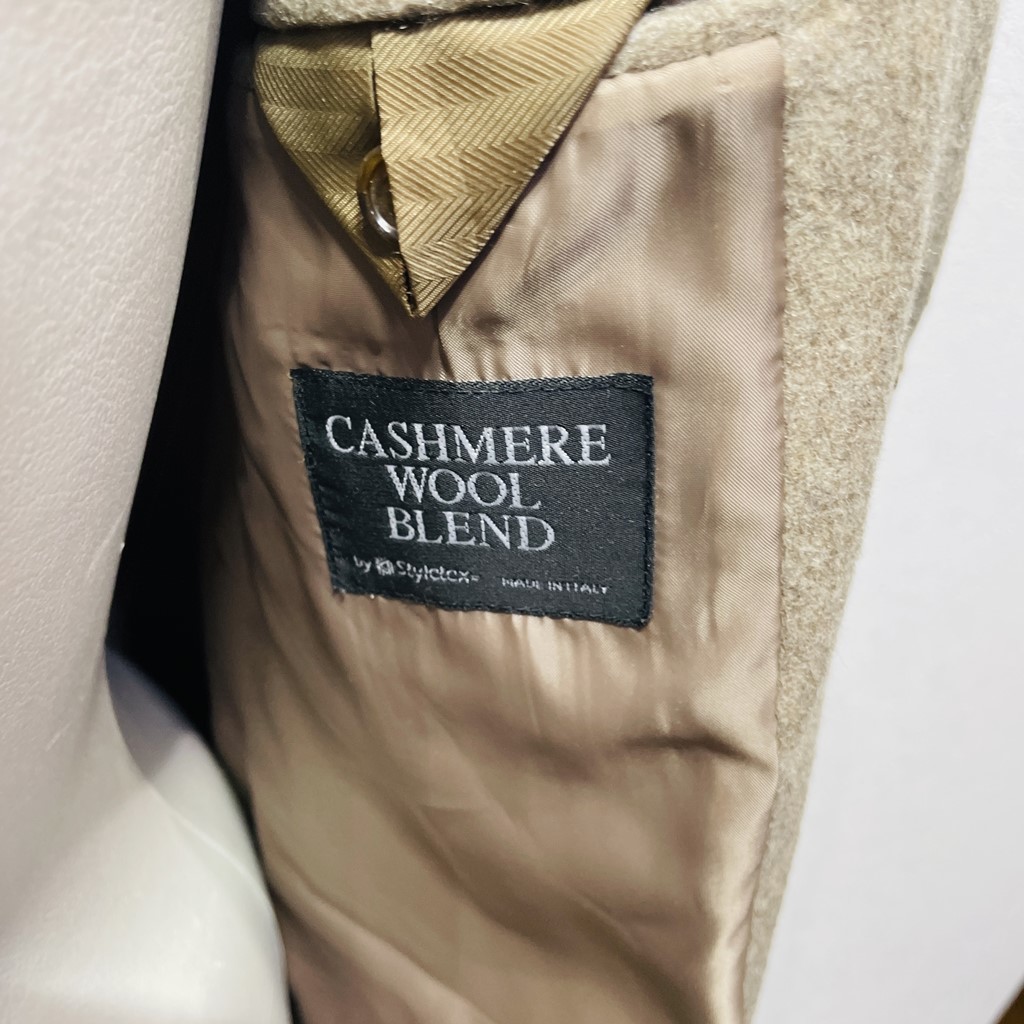 CASHMERE
WOOL
BLEND
by Styletex MADE IN ITALY